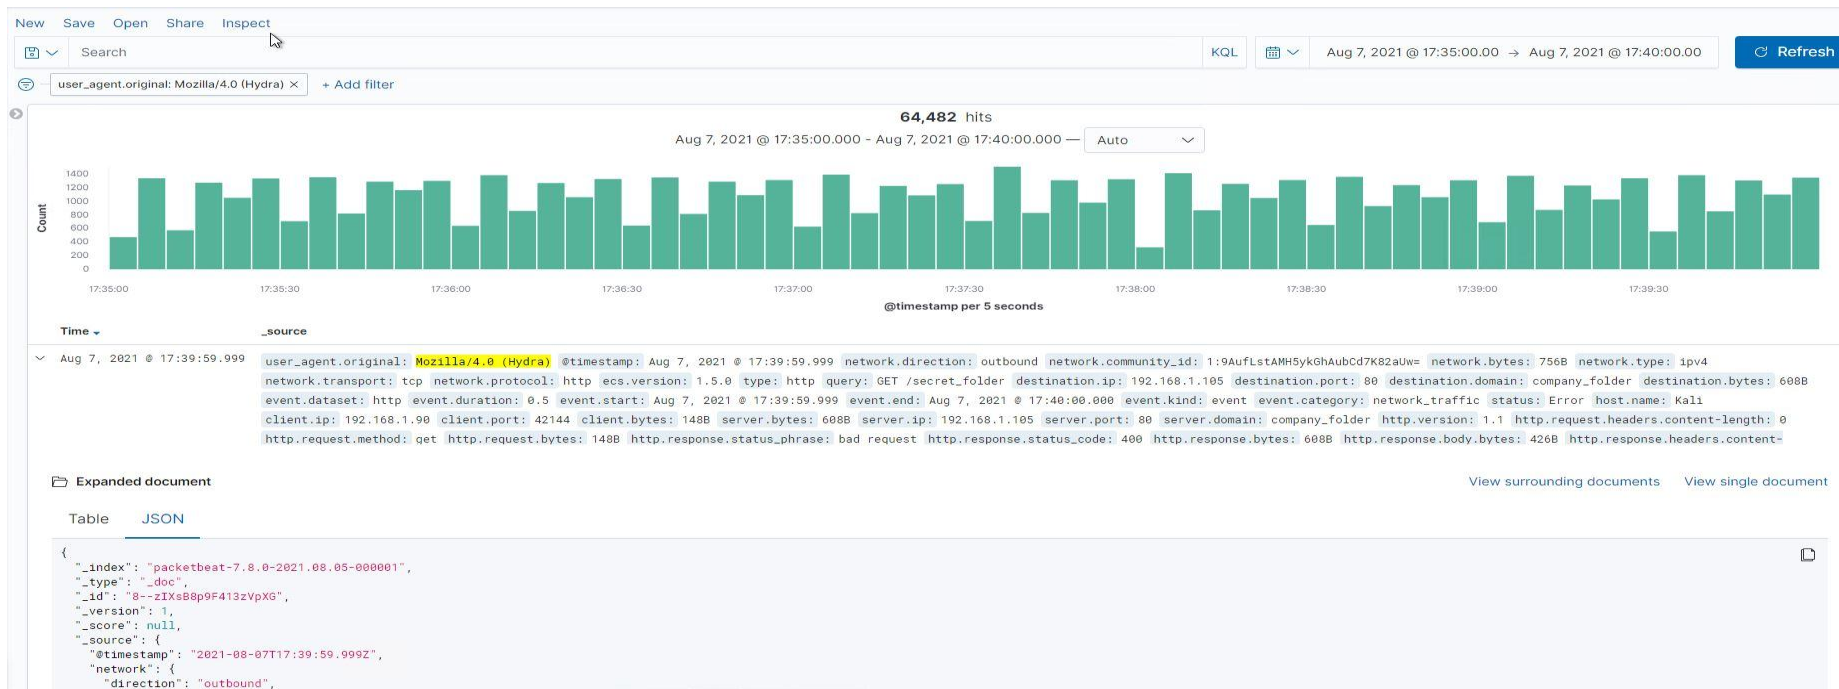 New Save Open Share Inspect
Search KQL Aug 7, 2021 @ 17:35:00.00 → Aug 7, 2021 @ 17:40:00.00 Refresh
user_agent.original: Mozilla/4.0 (Hydra) × + Add filter
64,482 hits
Aug 7, 2021 @ 17:35:00.000 - Aug 7, 2021 @ 17:40:00.000 — Auto
1400
1200
1000
800
600
400
200
0
Count
17:35:00 17:35:30 17:36:00 17:36:30 17:37:00 17:37:30 17:38:00 17:38:30 17:39:00 17:39:30
@timestamp per 5 seconds
Time _source
Aug 7, 2021 @ 17:39:59.999 user_agent.original: Mozilla/4.0 (Hydra) @timestamp: Aug 7, 2021 @ 17:39:59.999 network.direction: outbound network.community_id: 1:9AufLstAMH5ykGhAubCd7K82aUw= network.bytes: 756B network.type: ipv4
network.transport: tcp network.protocol: http ecs.version: 1.5.0 type: http query: GET /secret_folder destination.ip: 192.168.1.105 destination.port: 80 destination.domain: company_folder destination.bytes: 608B
event.dataset: http event.duration: 0.5 event.start: Aug 7, 2021 @ 17:39:59.999 event.end: Aug 7, 2021 @ 17:40:00.000 event.kind: event event.category: network_traffic status: Error host.name: Kali
client.ip: 192.168.1.90 client.port: 42144 client.bytes: 148B server.bytes: 608B server.ip: 192.168.1.105 server.port: 80 server.domain: company_folder http.version: 1.1 http.request.headers.content-length: 0
http.request.method: get http.request.bytes: 148B http.response.status_phrase: bad request http.response.status_code: 400 http.response.bytes: 608B http.response.body.bytes: 426B http.response.headers.content-
Expanded document View surrounding documents View single document
Table JSON
{
"_index": "packetbeat-7.8.0-2021.08.05-000001",
"_type": "_doc",
"_id": "8--zIXsB8p9F413zVpXG",
"_version": 1,
"_score": null,
"_source": {
"@timestamp": "2021-08-07T17:39:59.999Z",
"network": {
"direction": "outbound",